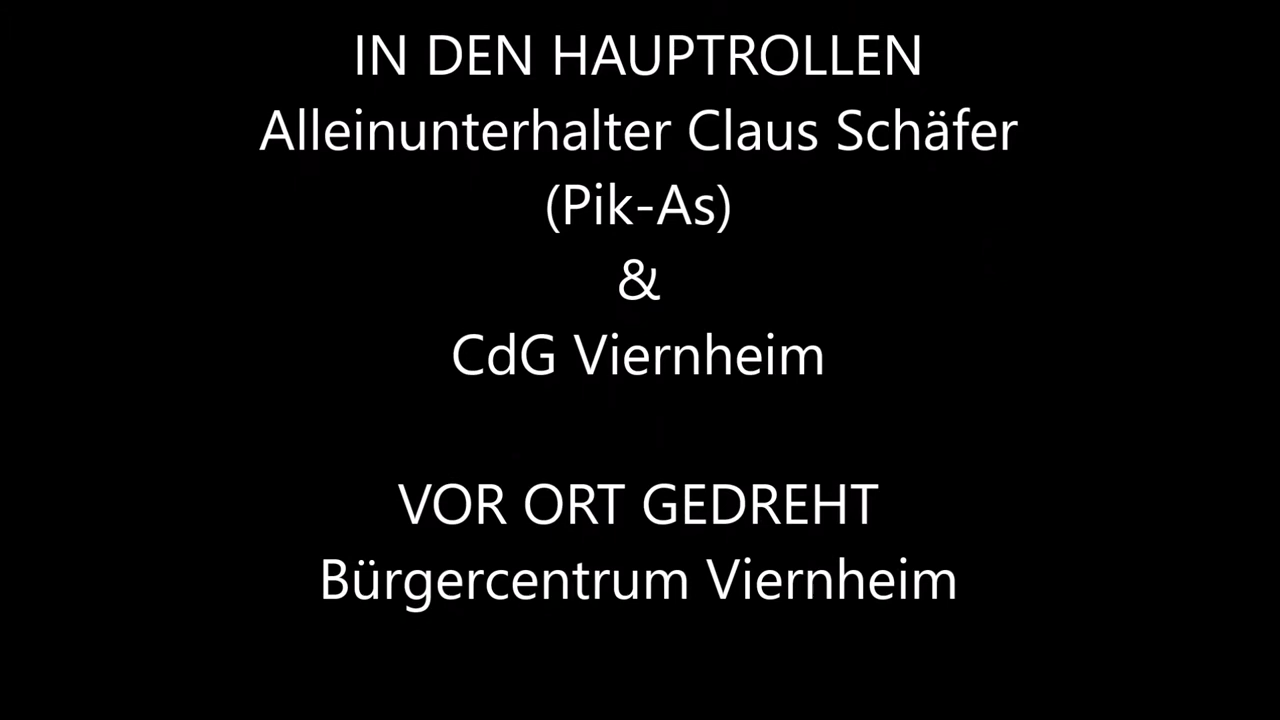 IN DEN HAUPTROLLEN
Alleinunterhalter Claus Schäfer
(Pik-As)
&
CdG Viernheim
VOR ORT GEDREHT
Bürgercentrum Viernheim